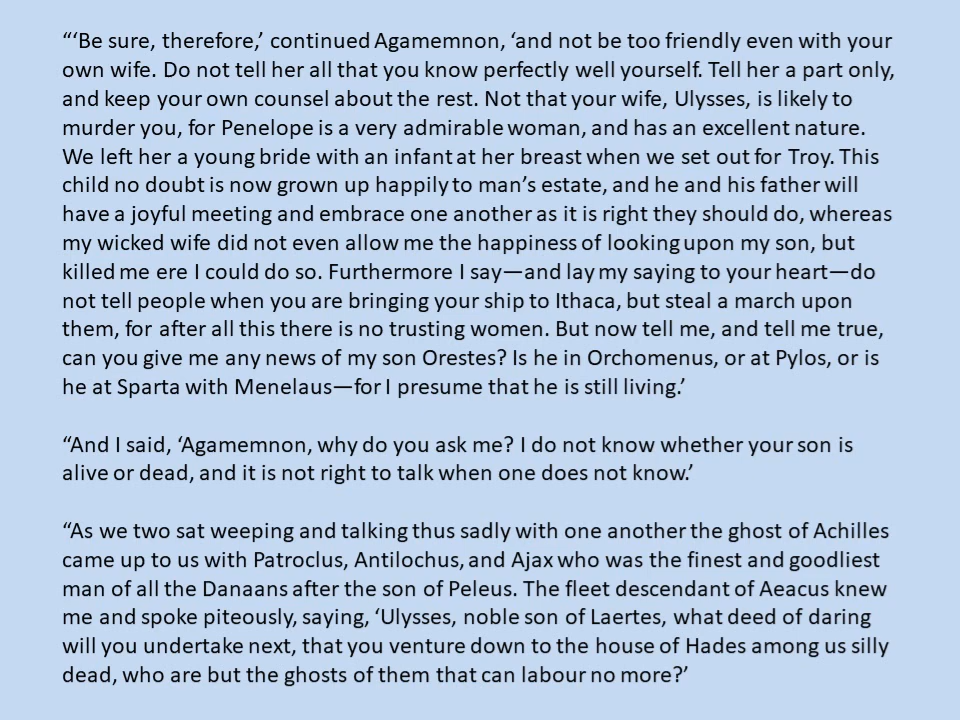 “‘Be sure, therefore,’ continued Agamemnon, ‘and not be too friendly even with your
own wife. Do not tell her all that you know perfectly well yourself. Tell her a part only,
and keep your own counsel about the rest. Not that your wife, Ulysses, is likely to
murder you, for Penelope is a very admirable woman, and has an excellent nature.
We left her a young bride with an infant at her breast when we set out for Troy. This
child no doubt is now grown up happily to man’s estate, and he and his father will
have a joyful meeting and embrace one another as it is right they should do, whereas
my wicked wife did not even allow me the happiness of looking upon my son, but
killed me ere I could do so. Furthermore I say—and lay my saying to your heart—do
not tell people when you are bringing your ship to Ithaca, but steal a march upon
them, for after all this there is no trusting women. But now tell me, and tell me true,
can you give me any news of my son Orestes? Is he in Orchomenus, or at Pylos, or is
he at Sparta with Menelaus—for I presume that he is still living.’

“And I said, ‘Agamemnon, why do you ask me? I do not know whether your son is
alive or dead, and it is not right to talk when one does not know.’

“As we two sat weeping and talking thus sadly with one another the ghost of Achilles
came up to us with Patroclus, Antilochus, and Ajax who was the finest and goodliest
man of all the Danaans after the son of Peleus. The fleet descendant of Aeacus knew
me and spoke piteously, saying, ‘Ulysses, noble son of Laertes, what deed of daring
will you undertake next, that you venture down to the house of Hades among us silly
dead, who are but the ghosts of them that can labour no more?’